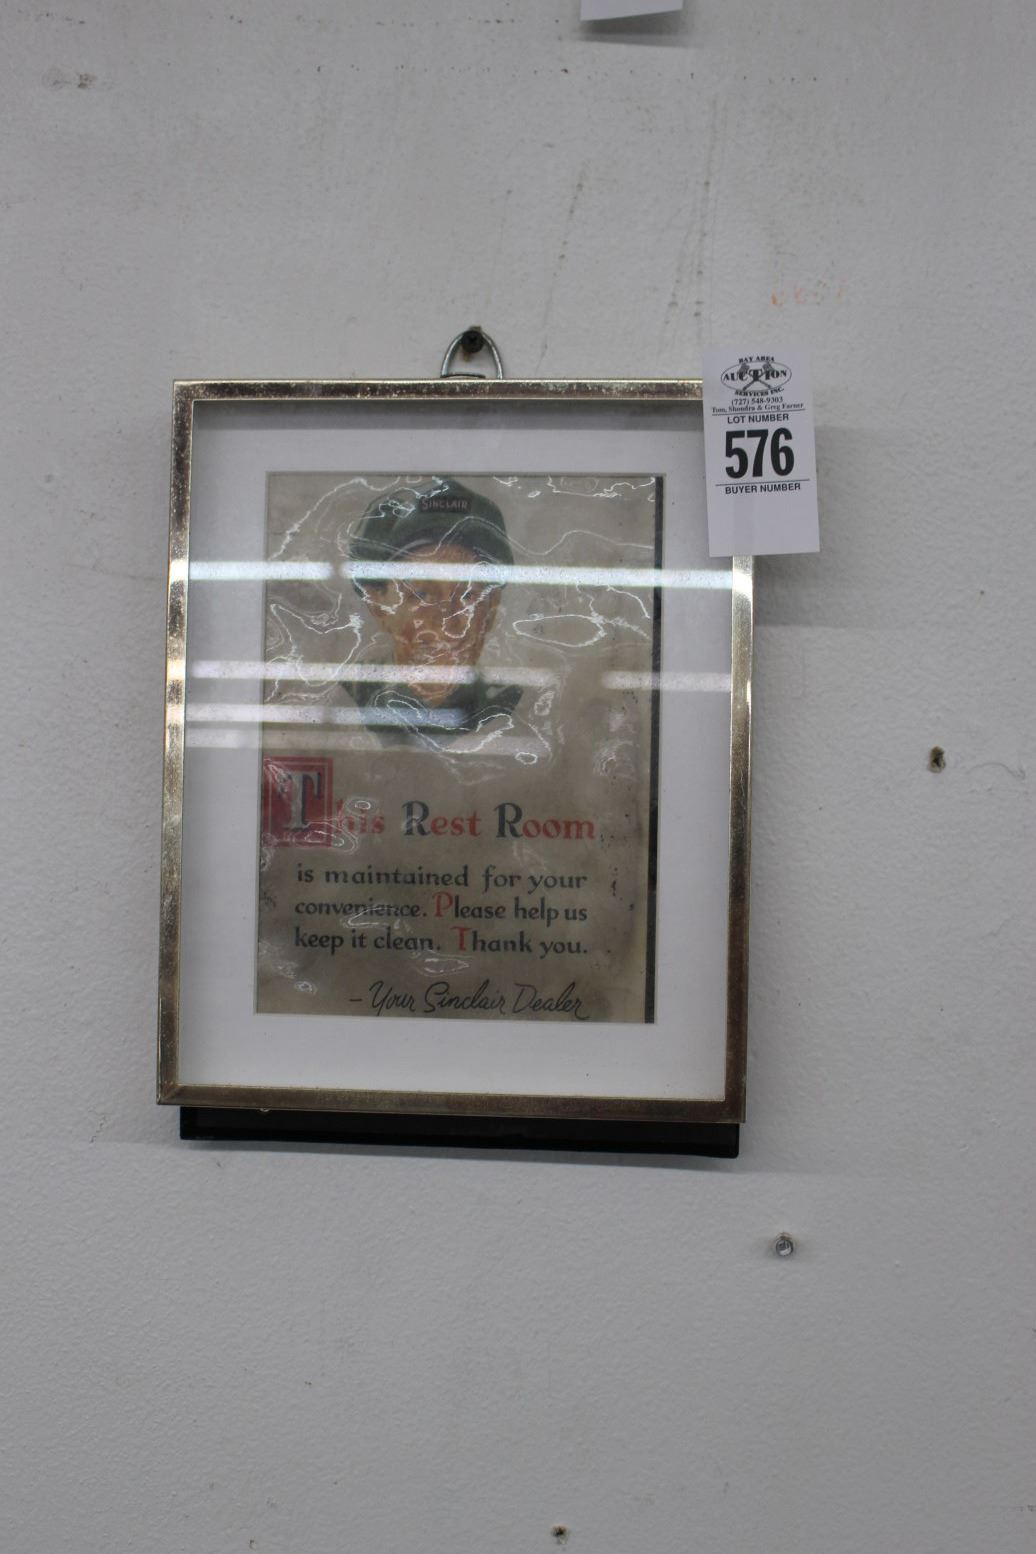 SINCLAIR
BAY AREA
AUCTION
SERVICES INC.
(727) 548-9303
Tom, Shondra & Greg Farner
LOT NUMBER
576
BUYER NUMBER
This Rest Room
is maintained for your
convenience. Please help us
keep it clean. Thank you.
– Your Sinclair Dealer